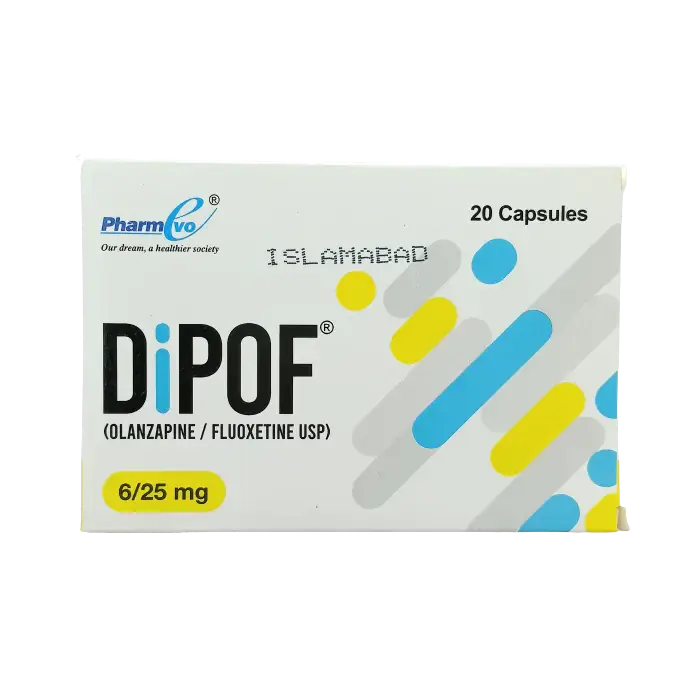 Pharmevo®
Our dream, a healthier society
20 Capsules
ISLAMABAD
DiPOF®
(OLANZAPINE / FLUOXETINE USP)
6/25 mg